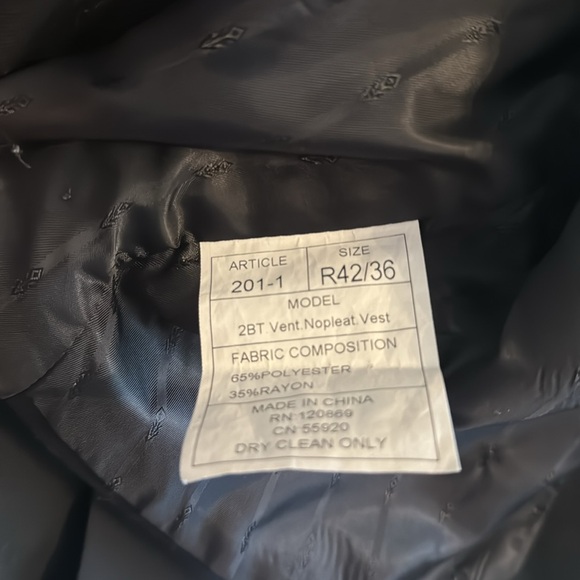 ARTICLE
201-1
SIZE
R42/36
MODEL
2BT Vent.Nopleat.Vest
FABRIC COMPOSITION
65%POLYESTER
35%RAYON
MADE IN CHINA
RN 120869
CN 55920
DRY CLEAN ONLY